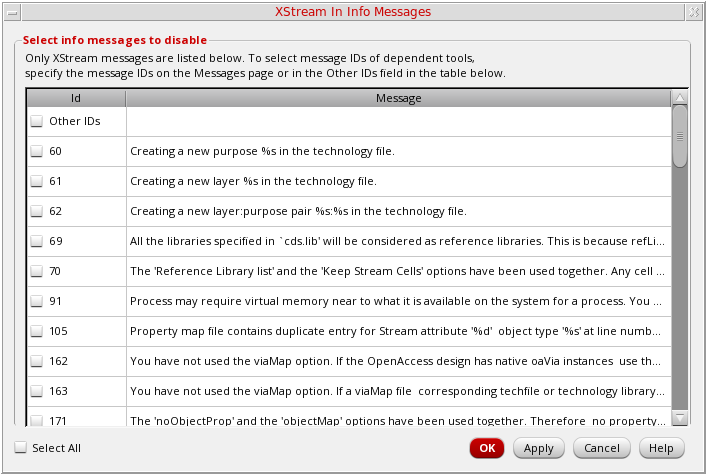 XStream In Info Messages
Select info messages to disable
Only XStream messages are listed below. To select message IDs of dependent tools,
specify the message IDs on the Messages page or in the Other IDs field in the table below.
Id Message
Other IDs
60 Creating a new purpose %s in the technology file.
61 Creating a new layer %s in the technology file.
62 Creating a new layer:purpose pair %s:%s in the technology file.
69 All the libraries specified in `cds.lib' will be considered as reference libraries. This is because refLi...
70 The 'Reference Library list' and the 'Keep Stream Cells' options have been used together. Any cell ...
91 Process may require virtual memory near to what it is available on the system for a process. You ...
105 Property map file contains duplicate entry for Stream attribute '%d'  object type '%s' at line numb...
162 You have not used the viaMap option. If the OpenAccess design has native oaVia instances  use th...
163 You have not used the viaMap option. If a viaMap file  corresponding techfile or technology library...
171 The 'noObjectProp' and the 'objectMap' options have been used together. Therefore  no property...
Select All
OK Apply Cancel Help